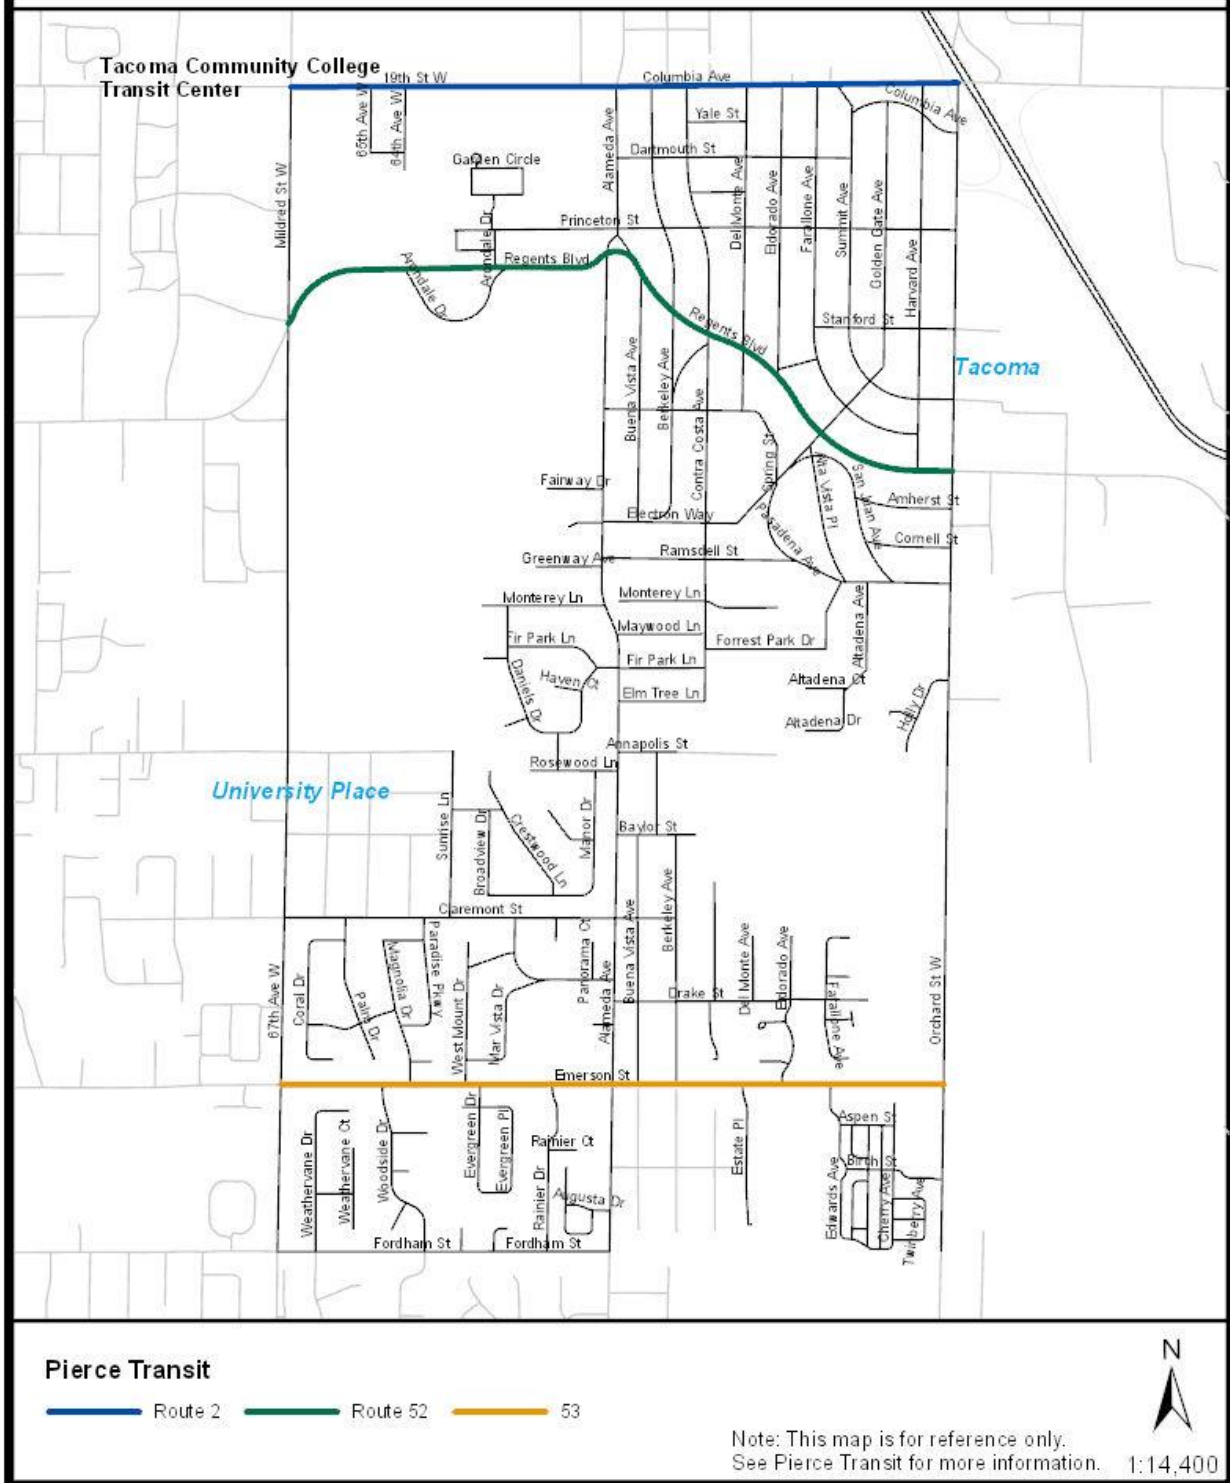 Tacoma Community College
Transit Center
19th St W
Columbia Ave
Columbia Ave
65th Ave W
64th Ave W
Yale St
Alameda Ave
Dartmouth St
Garden Circle
Mildred St W
Del Monte Ave
Eldorado Ave
Farallone Ave
Summit Ave
Golden Gate Ave
Harvard Ave
Princeton St
Arondale Dr
Regents Blvd
Arondale Dr
Regents Blvd
Stanford St
Tacoma
Buena Vista Ave
Berkeley Ave
Contra Costa Ave
Spring St
Fairway Dr
Alta Vista Pl
San Juan Ave
Amherst St
Electron Way
Pasadena Ave
Cornell St
Greenway Ave
Ramsdell St
Monterey Ln
Monterey Ln
Altadena Ave
Maywood Ln
Fir Park Ln
Forrest Park Dr
Fir Park Ln
Daniels Dr
Haven Ct
Elm Tree Ln
Altadena Ct
Holly Dr
Altadena Dr
Annapolis St
Rosewood Ln
University Place
Sunrise Ln
Broadview Dr
Crestwood Ln
Manor Dr
Baylor St
Berkeley Ave
Claremont St
Buena Vista Ave
Paradise Pkwy
Panorama Ct
Del Monte Ave
Eldorado Ave
67th Ave W
Coral Dr
Palms Dr
Magnolia Dr
West Mount Dr
Mar Vista Dr
Alameda Ave
Drake St
Farallone Ave
Orchard St W
Emerson St
Weathervane Dr
Weathervane Ct
Woodside Dr
Evergreen Dr
Evergreen Pl
Rainier Ct
Estate Pl
Aspen St
Birch St
Rainier Dr
Augusta Dr
Edwards Ave
Cherry Ave
Twinberry Ave
Fordham St
Fordham St
Pierce Transit
Route 2
Route 52
53
N
Note: This map is for reference only.
See Pierce Transit for more information.
1:14,400